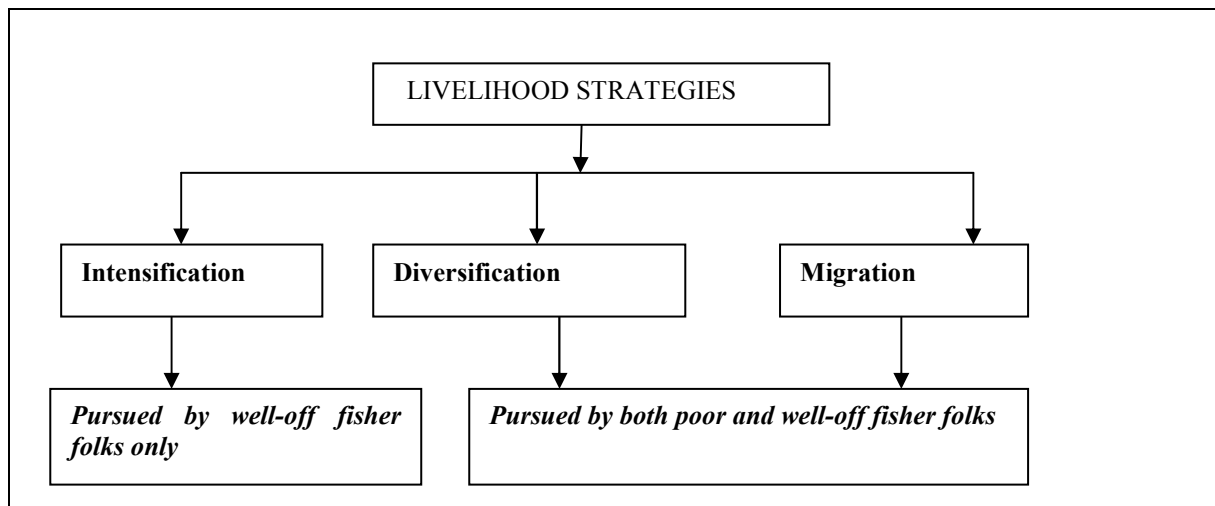 LIVELIHOOD STRATEGIES
Intensification
Diversification
Migration
Pursued by well-off fisher
folks only
Pursued by both poor and well-off fisher folks